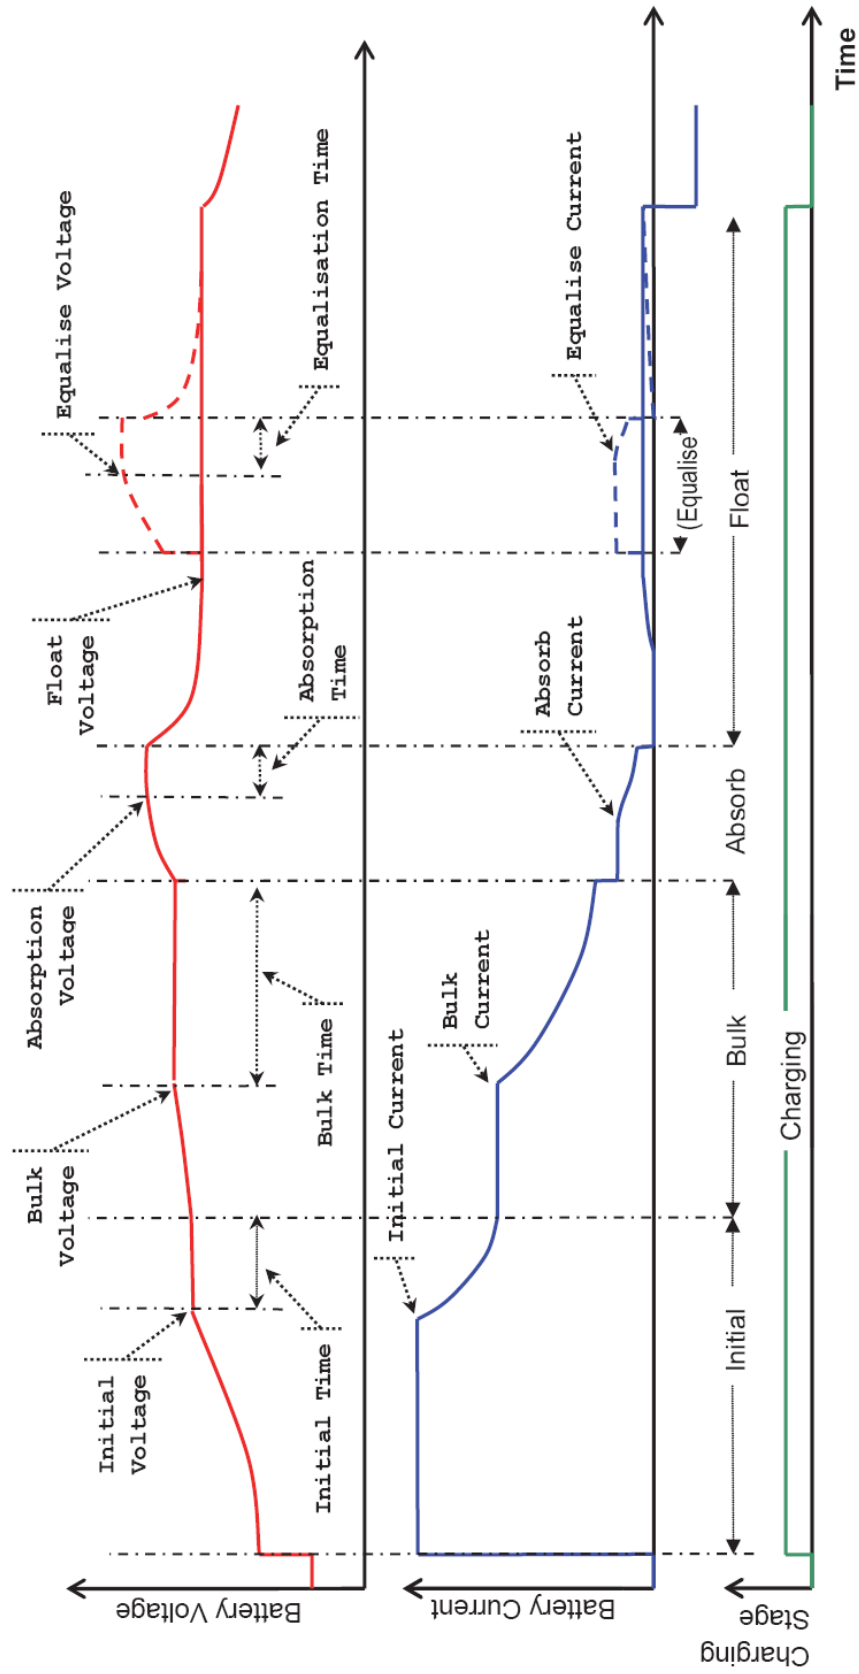 Battery Voltage
Initial
Voltage
Initial Time
Bulk
Voltage
Bulk Time
Absorption
Voltage
Absorption
Time
Float
Voltage
Equalise Voltage
Equalisation Time
Battery Current
Initial Current
Bulk
Current
Absorb
Current
Equalise Current
(Equalise
Initial
Bulk
Absorb
Float
Charging
Stage
Charging
Time